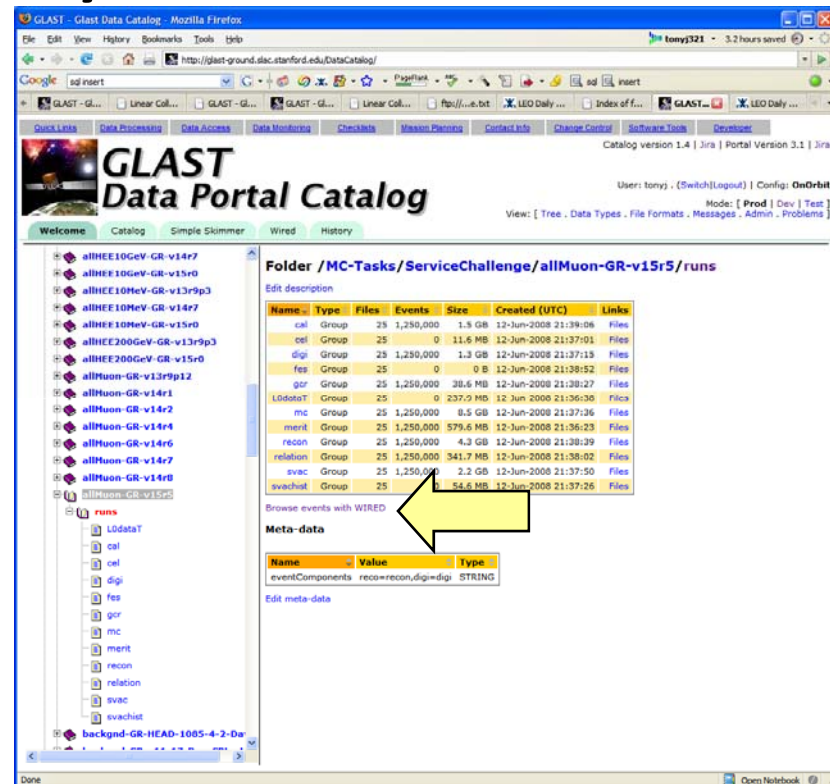 GLAST - Glast Data Catalog - Mozilla Firefox
File Edit View History Bookmarks Tools Help
tonyj321 - 3.2 hours saved
http://glast-ground.slac.stanford.edu/DataCatalog/
Google sql insert PageRank sql insert
GLAST - Gl... Linear Coll... GLAST - Gl... GLAST - Gl... Linear Coll... ftp://...e.txt LEO Daily ... Index of f... GLAST... LEO Daily ...
Quick Links Data Processing Data Access Data Monitoring Checklists Mission Planning Contact Info Change Control Software Tools Developer
Catalog version 1.4 | Jira | Portal Version 3.1 | Jira
GLAST
Data Portal Catalog
User: tonyj . (Switch|Logout) | Config: OnOrbit
Mode: [ Prod | Dev | Test ]
View: [ Tree . Data Types . File Formats . Messages . Admin . Problems ]
Welcome Catalog Simple Skimmer Wired History
allHEE10GeV-GR-v14r7
allHEE10GeV-GR-v15r0
allHEE10MeV-GR-v13r9p3
allHEE10MeV-GR-v14r7
allHEE10MeV-GR-v15r0
allHEE200GeV-GR-v13r9p3
allHEE200GeV-GR-v15r0
allMuon-GR-v13r9p12
allMuon-GR-v14r1
allMuon-GR-v14r2
allMuon-GR-v14r4
allMuon-GR-v14r6
allMuon-GR-v14r7
allMuon-GR-v14r8
allMuon-GR-v15r5
runs
L0dataT
cal
cel
digi
fes
gcr
mc
merit
recon
relation
svac
svachist
backgnd-GR-HEAD-1085-4-2-Da
Folder /MC-Tasks/ServiceChallenge/allMuon-GR-v15r5/runs
Edit description
Name Type Files Events Size Created (UTC) Links
cal Group 25 1,250,000 1.5 GB 12-Jun-2008 21:39:06 Files
cel Group 25 0 11.6 MB 12-Jun-2008 21:37:01 Files
digi Group 25 1,250,000 1.3 GB 12-Jun-2008 21:37:15 Files
fes Group 25 0 0 B 12-Jun-2008 21:38:52 Files
gcr Group 25 1,250,000 38.6 MB 12-Jun-2008 21:38:27 Files
L0dataT Group 25 0 237.9 MB 12-Jun-2008 21:36:38 Files
mc Group 25 1,250,000 8.5 GB 12-Jun-2008 21:37:36 Files
merit Group 25 1,250,000 579.6 MB 12-Jun-2008 21:36:23 Files
recon Group 25 1,250,000 4.3 GB 12-Jun-2008 21:38:39 Files
relation Group 25 1,250,000 341.7 MB 12-Jun-2008 21:38:02 Files
svac Group 25 1,250,000 2.2 GB 12-Jun-2008 21:37:50 Files
svachist Group 25 0 54.6 MB 12-Jun-2008 21:37:26 Files
Browse events with WIRED
Meta-data
Name Value Type
eventComponents reco=recon,digi=digi STRING
Edit meta-data
Done
Open Notebook